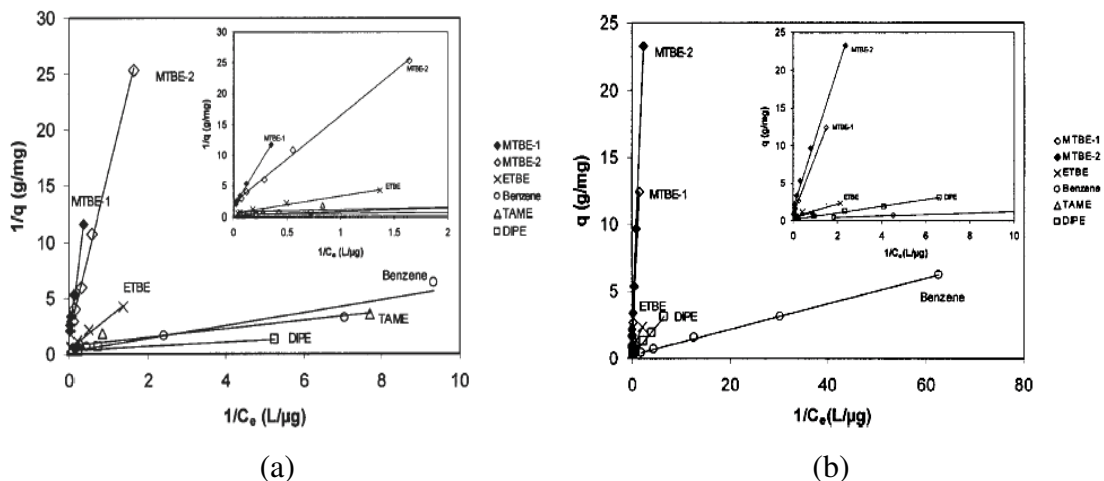 30
25
20
15
10
5
0
1/q (g/mg)
MTBE-2
MTBE-1
ETBE
Benzene
TAME
DIPE
0
2
4
6
8
10
1/Cₑ (L/µg)
30
25
20
15
10
5
0
1/q (g/mg)
MTBE-2
MTBE-1
ETBE
0
0.5
1
1.5
2
1/Cₑ (L/µg)
MTBE-1
MTBE-2
ETBE
Benzene
TAME
DIPE
(a)
25
20
15
10
5
0
q (g/mg)
MTBE-2
MTBE-1
ETBE
DIPE
Benzene
0
20
40
60
80
1/Cₑ(L/µg)
25
20
15
10
5
0
q (g/mg)
MTBE-2
MTBE-1
ETBE
DIPE
0
2
4
6
8
10
1/Cₑ (L/µg)
MTBE-1
MTBE-2
ETBE
Benzene
TAME
DIPE
(b)